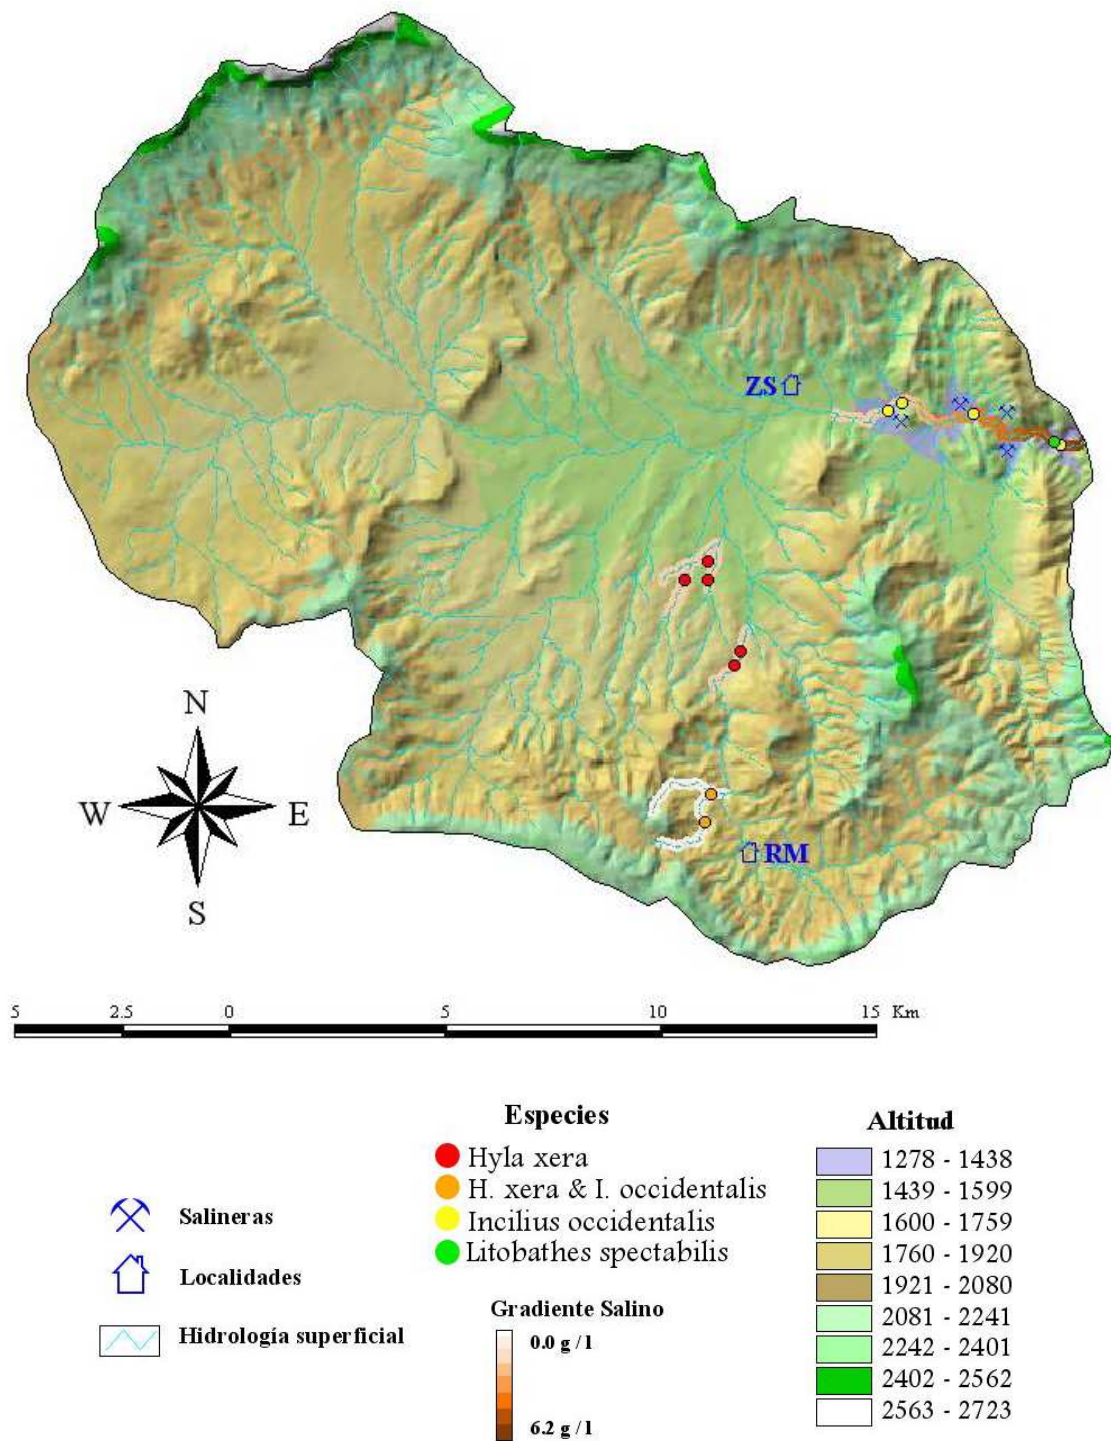 ZS
N
W E
S
RM
5 2.5 0 5 10 15 Km
Especies
Hyla xera
H. xera & I. occidentalis
Incilius occidentalis
Litobathes spectabilis
Salineras
Localidades
Hidrología superficial
Gradiente Salino
0.0 g / l
6.2 g / l
Altitud
1278 - 1438
1439 - 1599
1600 - 1759
1760 - 1920
1921 - 2080
2081 - 2241
2242 - 2401
2402 - 2562
2563 - 2723